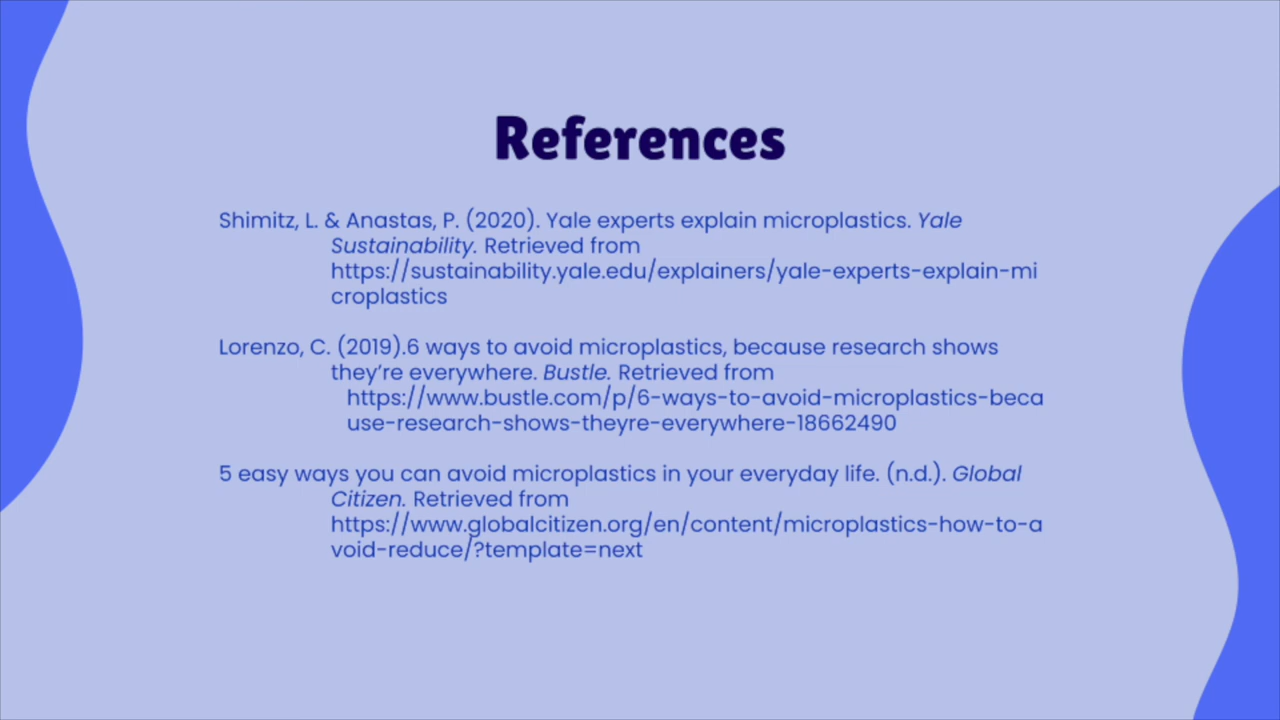 References
Shimitz, L. & Anastas, P. (2020). Yale experts explain microplastics. Yale
Sustainability. Retrieved from
https://sustainability.yale.edu/explainers/yale-experts-explain-mi
croplastics
Lorenzo, C. (2019).6 ways to avoid microplastics, because research shows
they’re everywhere. Bustle. Retrieved from
https://www.bustle.com/p/6-ways-to-avoid-microplastics-beca
use-research-shows-theyre-everywhere-18662490
5 easy ways you can avoid microplastics in your everyday life. (n.d.). Global
Citizen. Retrieved from
https://www.globalcitizen.org/en/content/microplastics-how-to-a
void-reduce/?template=next